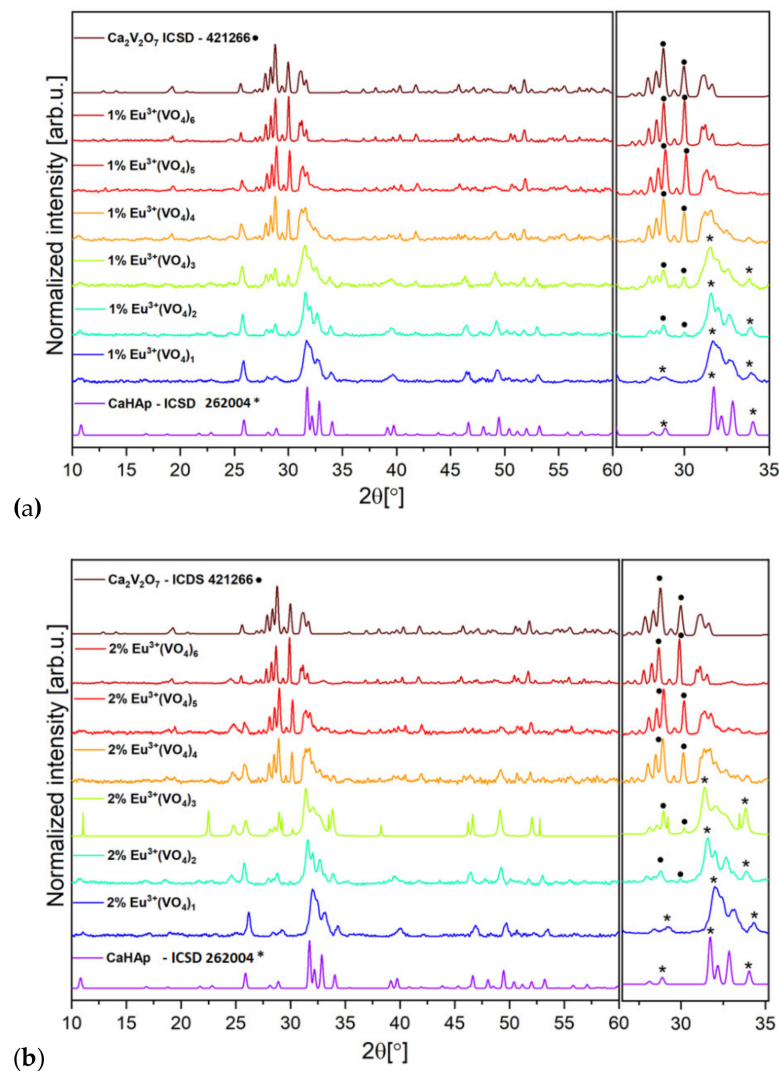 Normalized intensity [arb.u.]
Ca₂V₂O₇ ICSD - 421266 •
1% Eu³⁺(VO₄)₆
1% Eu³⁺(VO₄)₅
1% Eu³⁺(VO₄)₄
1% Eu³⁺(VO₄)₃
1% Eu³⁺(VO₄)₂
1% Eu³⁺(VO₄)₁
CaHAp - ICSD 262004 *
10 15 20 25 30 35 40 45 50 55 60 30 35
2θ[°]
(a)
Normalized intensity [arb.u.]
Ca₂V₂O₇ - ICDS 421266 •
2% Eu³⁺(VO₄)₆
2% Eu³⁺(VO₄)₅
2% Eu³⁺(VO₄)₄
2% Eu³⁺(VO₄)₃
2% Eu³⁺(VO₄)₂
2% Eu³⁺(VO₄)₁
CaHAp - ICSD 262004 *
10 15 20 25 30 35 40 45 50 55 60 30 35
2θ[°]
(b)